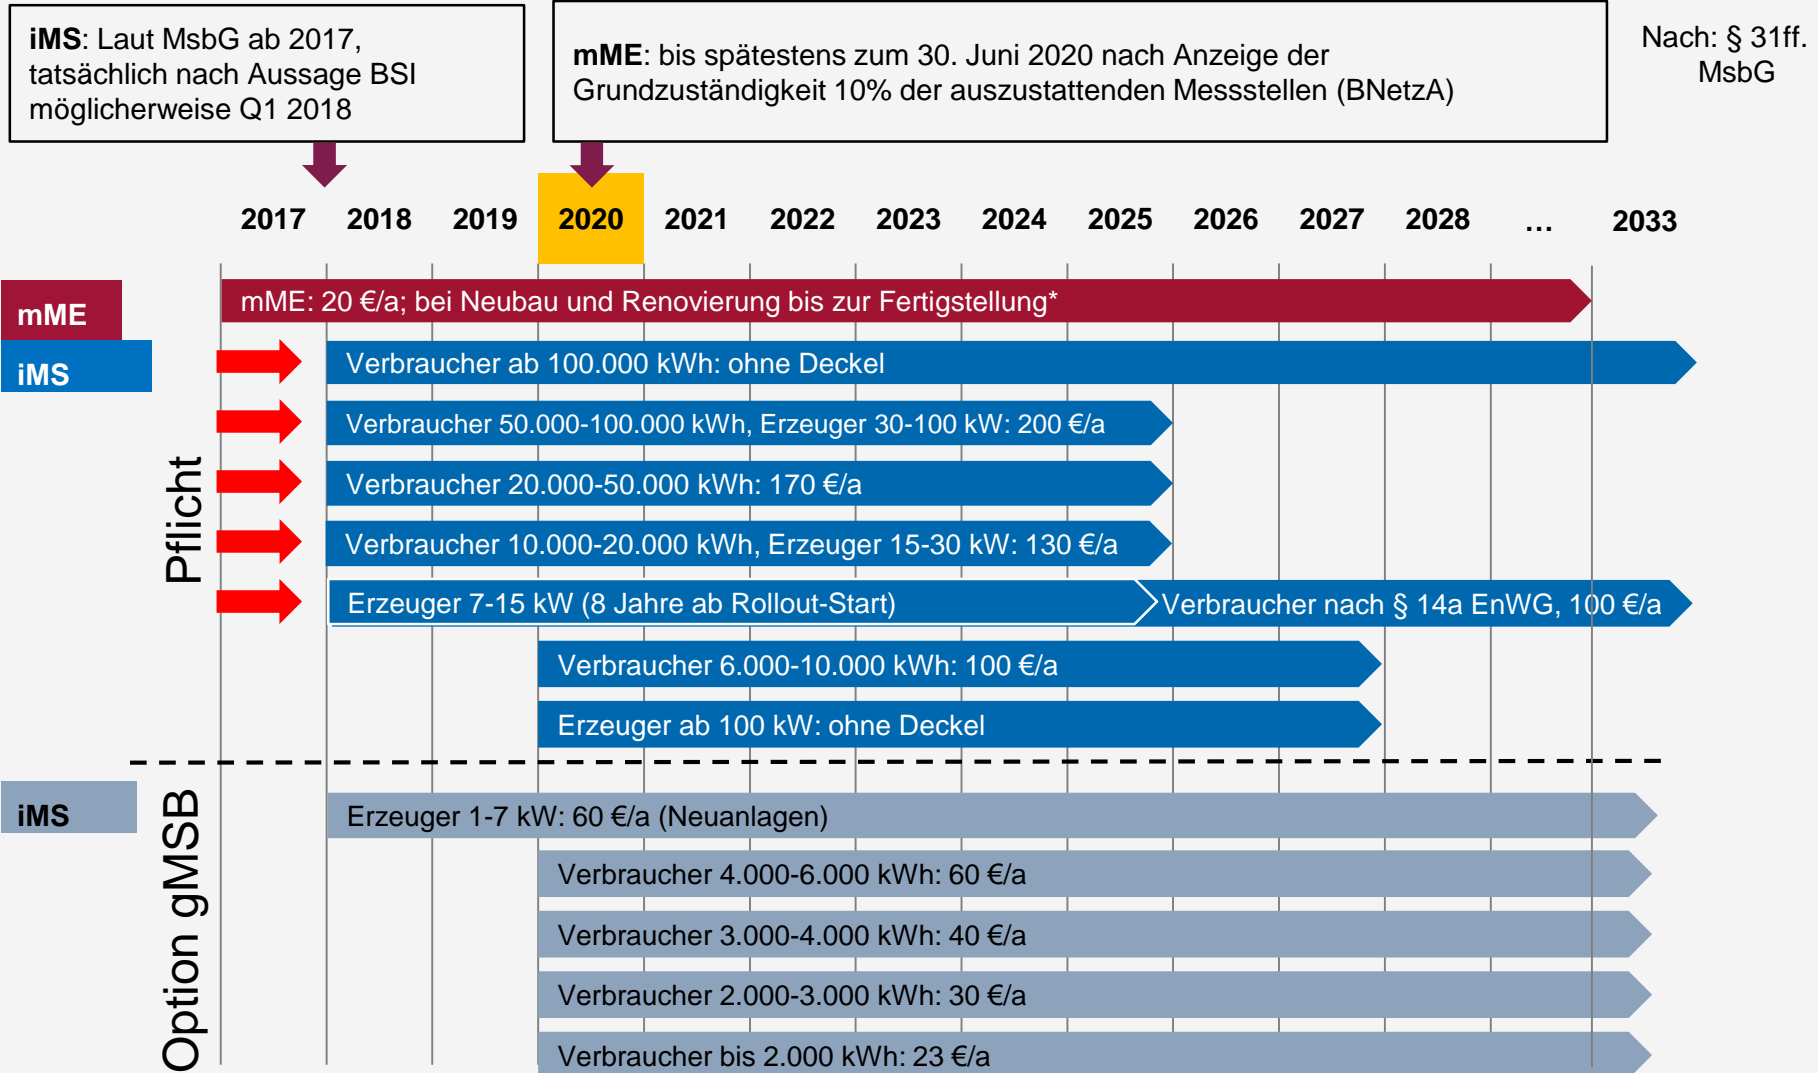 iMS: Laut MsbG ab 2017,
tatsächlich nach Aussage BSI
möglicherweise Q1 2018
mME: bis spätestens zum 30. Juni 2020 nach Anzeige der
Grundzuständigkeit 10% der auszustattenden Messstellen (BNetzA)
Nach: § 31ff.
MsbG
2017 2018 2019 2020 2021 2022 2023 2024 2025 2026 2027 2028 ... 2033
mME
mME: 20 €/a; bei Neubau und Renovierung bis zur Fertigstellung*
iMS
Verbraucher ab 100.000 kWh: ohne Deckel
Pflicht
Verbraucher 50.000-100.000 kWh, Erzeuger 30-100 kW: 200 €/a
Verbraucher 20.000-50.000 kWh: 170 €/a
Verbraucher 10.000-20.000 kWh, Erzeuger 15-30 kW: 130 €/a
Erzeuger 7-15 kW (8 Jahre ab Rollout-Start)
Verbraucher nach § 14a EnWG, 100 €/a
Verbraucher 6.000-10.000 kWh: 100 €/a
Erzeuger ab 100 kW: ohne Deckel
iMS
Option gMSB
Erzeuger 1-7 kW: 60 €/a (Neuanlagen)
Verbraucher 4.000-6.000 kWh: 60 €/a
Verbraucher 3.000-4.000 kWh: 40 €/a
Verbraucher 2.000-3.000 kWh: 30 €/a
Verbraucher bis 2.000 kWh: 23 €/a